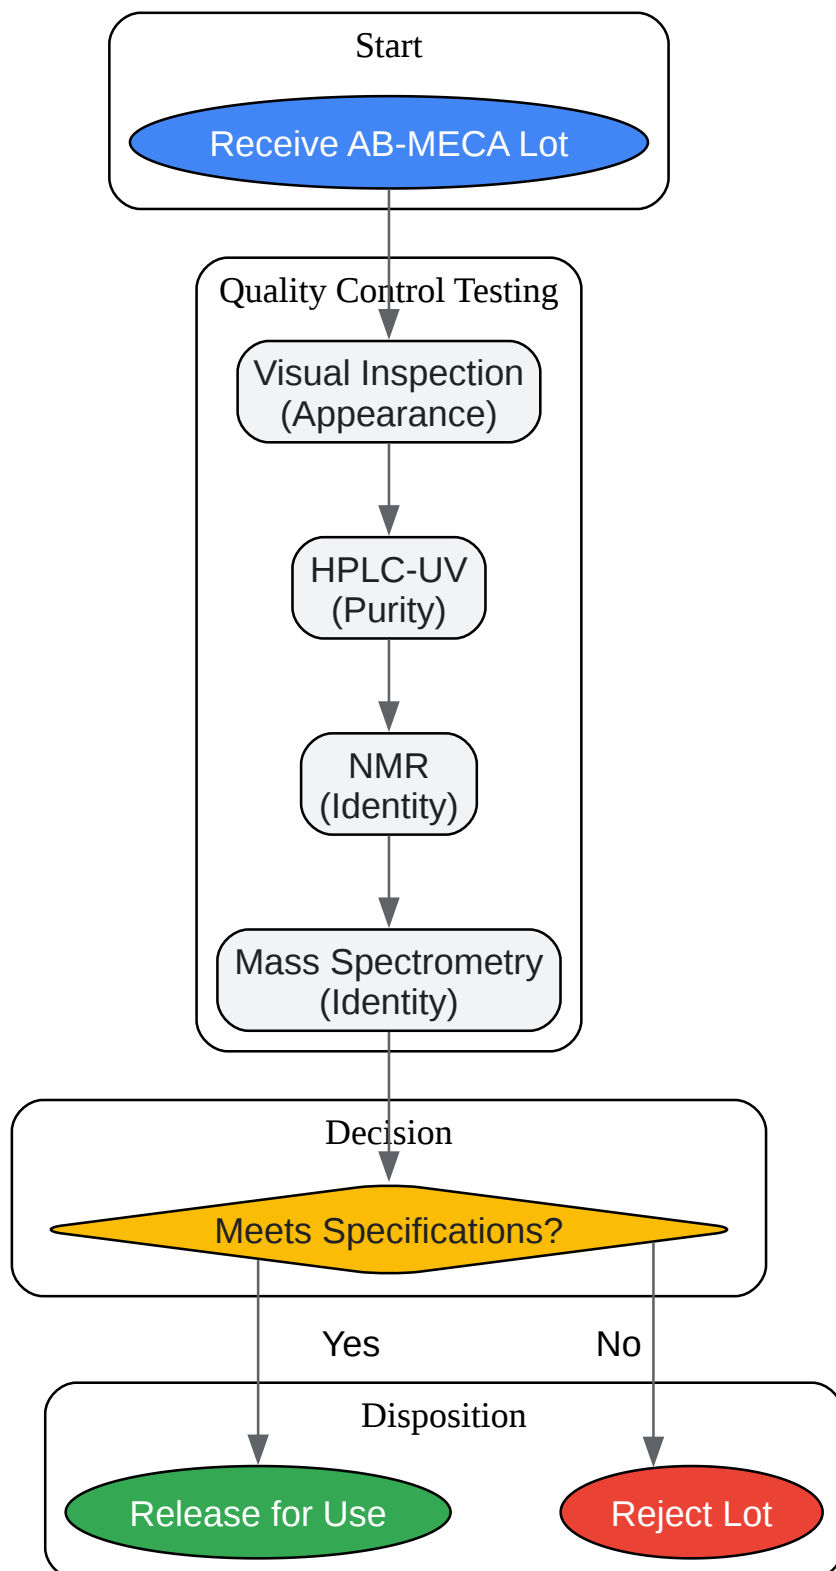 Start
Receive AB-MECA Lot
Quality Control Testing
Visual Inspection
(Appearance)
HPLC-UV
(Purity)
NMR
(Identity)
Mass Spectrometry
(Identity)
Decision
Meets Specifications?
Yes
No
Disposition
Release for Use
Reject Lot